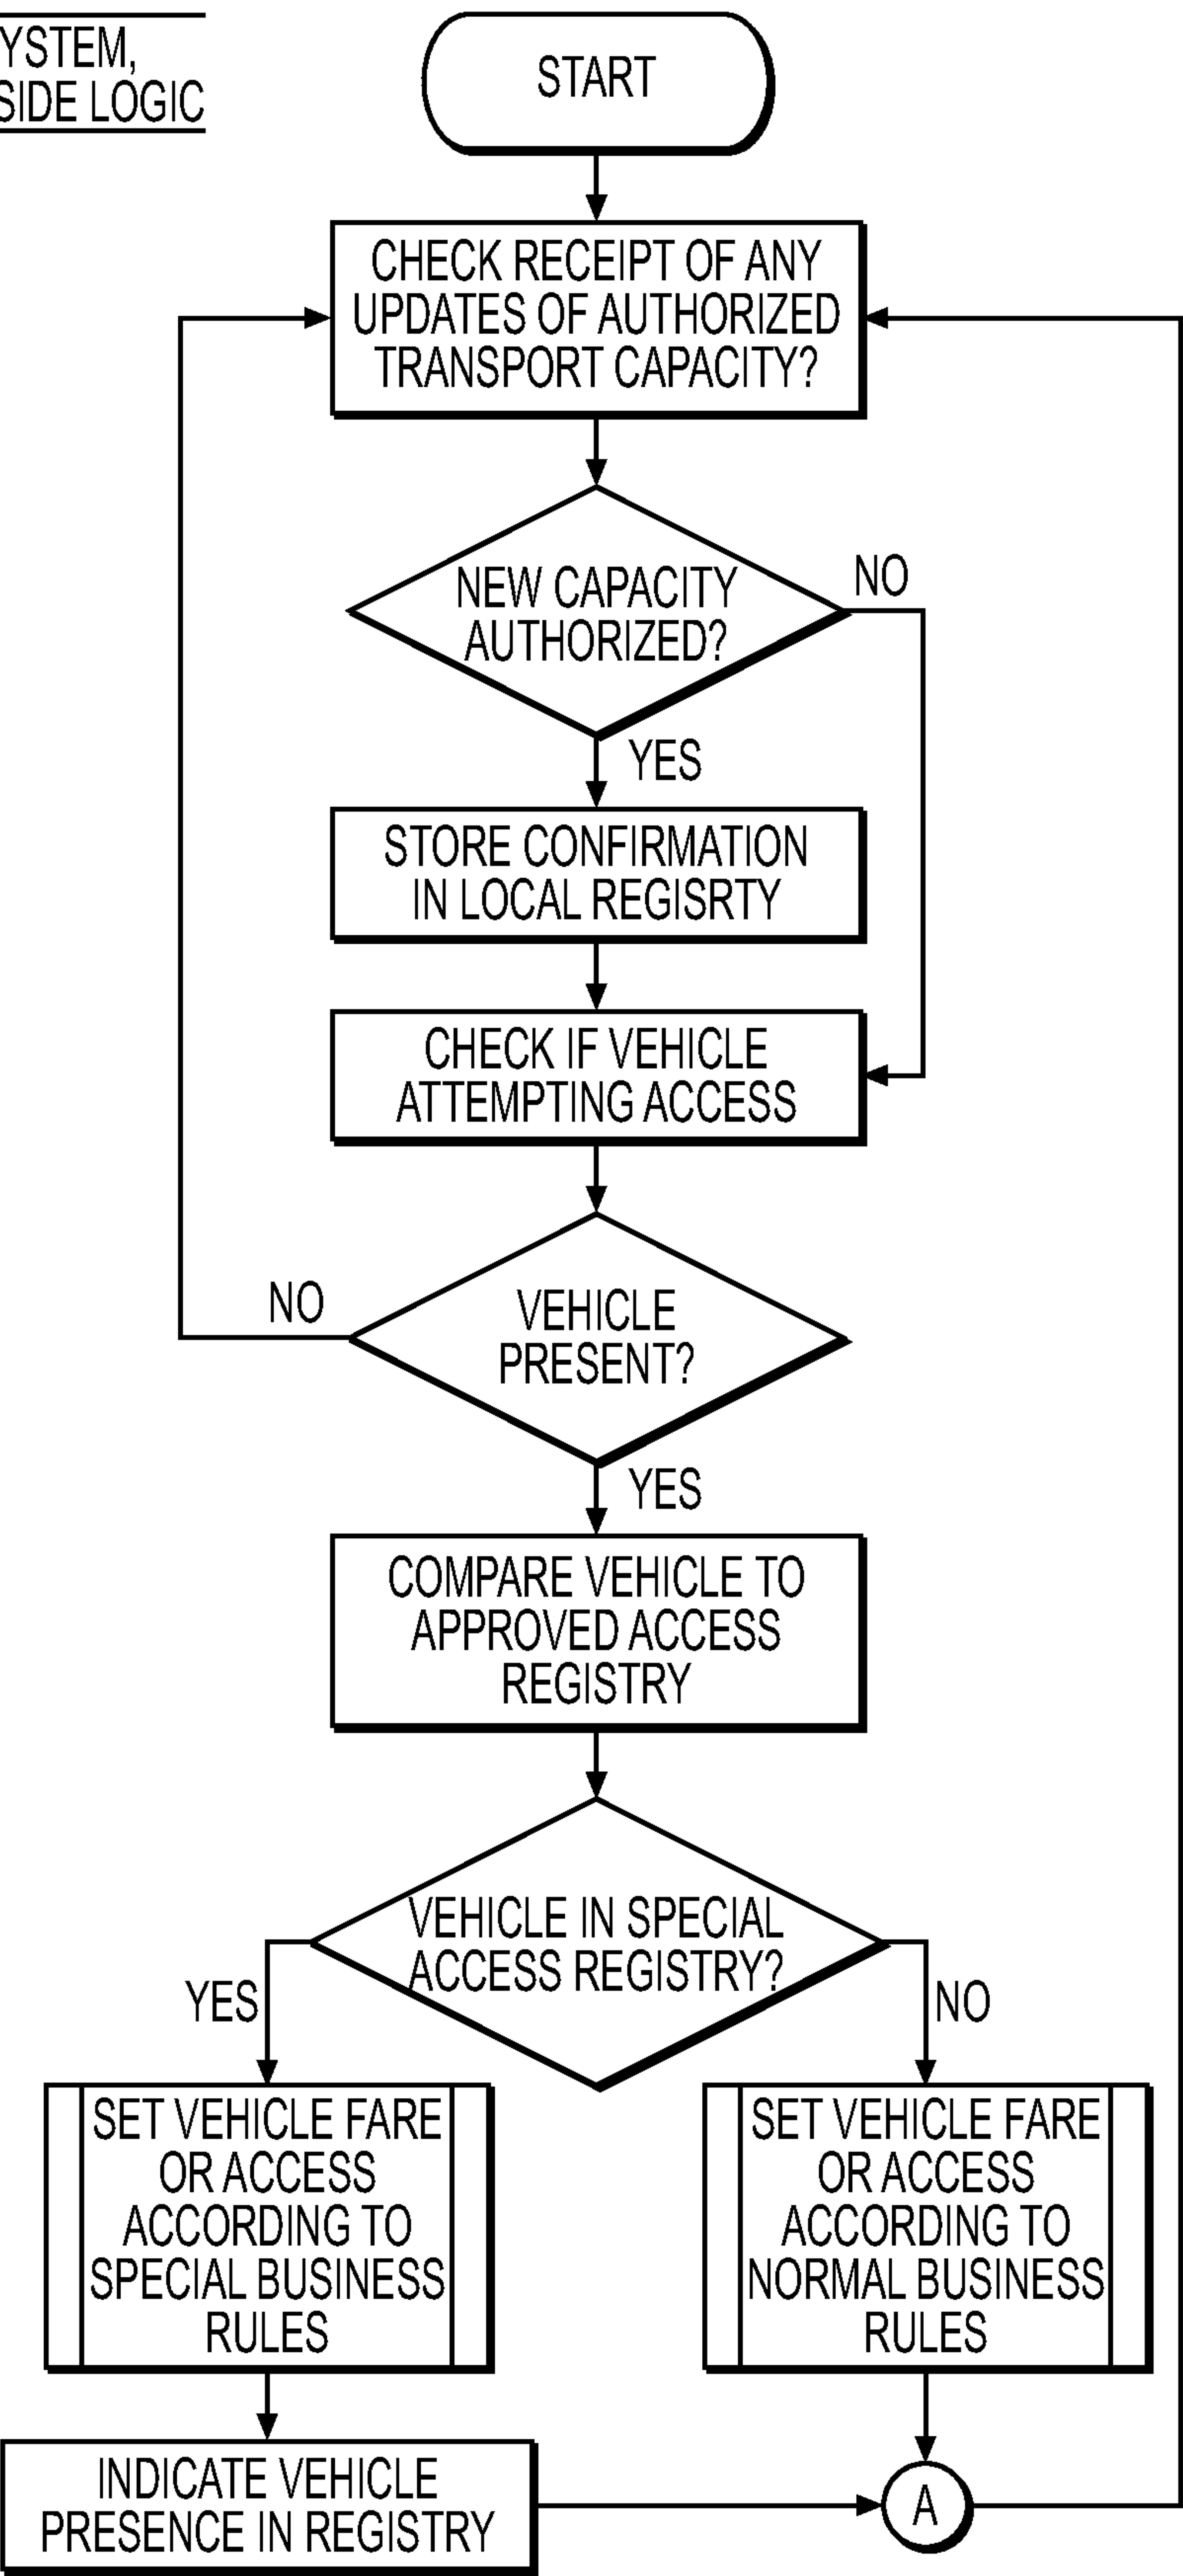 YSTEM,
SIDE LOGIC
START
CHECK RECEIPT OF ANY
UPDATES OF AUTHORIZED
TRANSPORT CAPACITY?
NEW CAPACITY
AUTHORIZED?
NO
YES
STORE CONFIRMATION
IN LOCAL REGISRTY
CHECK IF VEHICLE
ATTEMPTING ACCESS
NO
VEHICLE
PRESENT?
YES
COMPARE VEHICLE TO
APPROVED ACCESS
REGISTRY
VEHICLE IN SPECIAL
ACCESS REGISTRY?
YES
NO
SET VEHICLE FARE
OR ACCESS
ACCORDING TO
SPECIAL BUSINESS
RULES
SET VEHICLE FARE
OR ACCESS
ACCORDING TO
NORMAL BUSINESS
RULES
INDICATE VEHICLE
PRESENCE IN REGISTRY
A